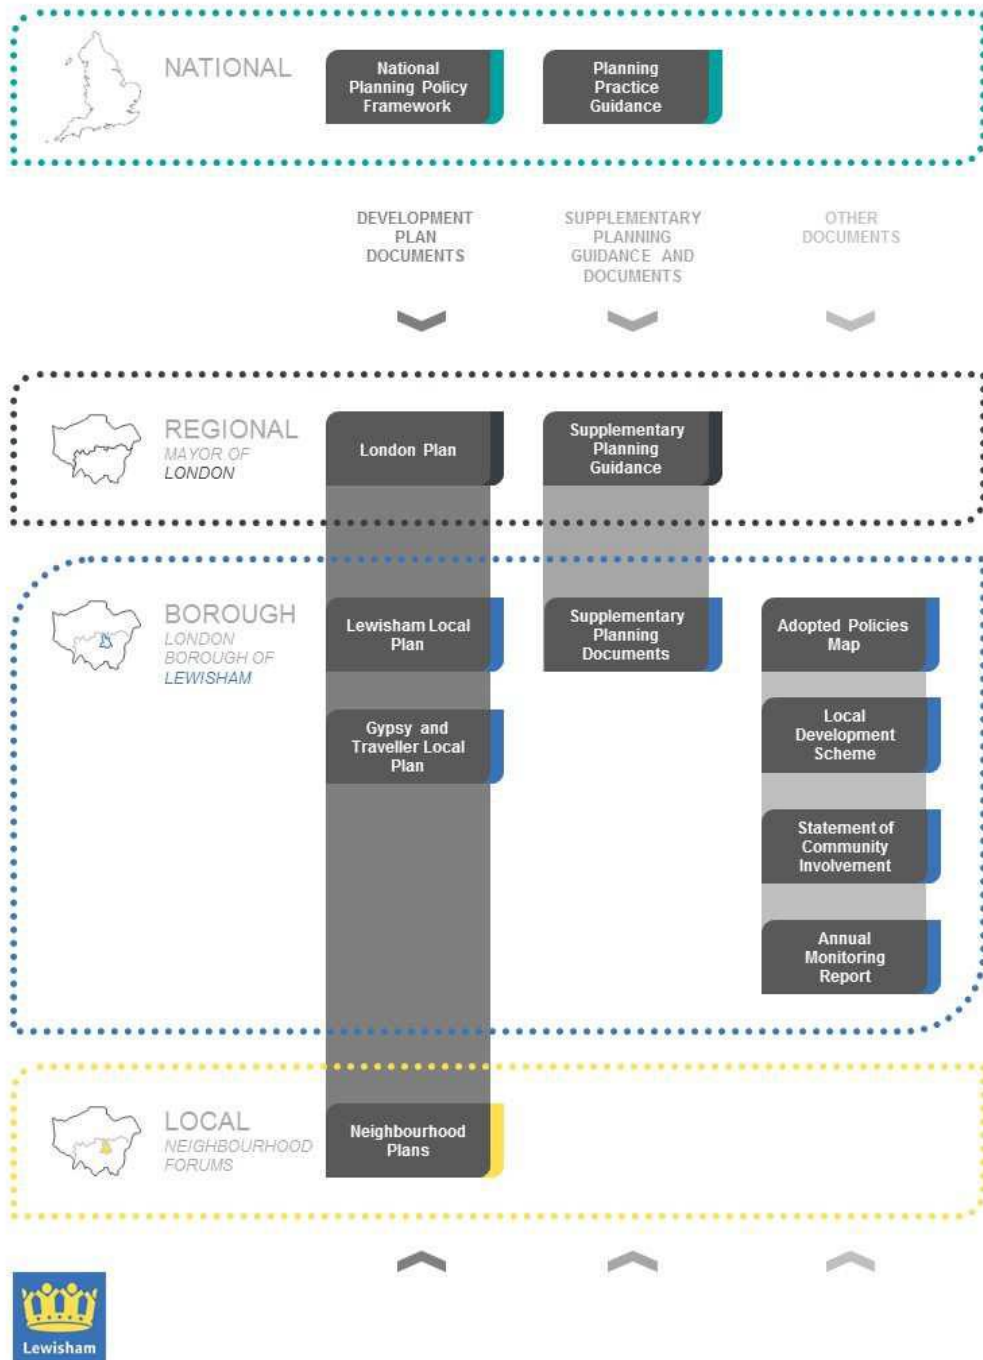 NATIONAL
National
Planning Policy
Framework
Planning
Practice
Guidance
DEVELOPMENT
PLAN
DOCUMENTS
SUPPLEMENTARY
PLANNING
GUIDANCE AND
DOCUMENTS
OTHER
DOCUMENTS
REGIONAL
MAYOR OF
LONDON
London Plan
Supplementary
Planning
Guidance
BOROUGH
LONDON
BOROUGH OF
LEWISHAM
Lewisham Local
Plan
Supplementary
Planning
Documents
Adopted Policies
Map
Gypsy and
Traveller Local
Plan
Local
Development
Scheme
Statement of
Community
Involvement
Annual
Monitoring
Report
LOCAL
NEIGHBOURHOOD
FORUMS
Neighbourhood
Plans
Lewisham